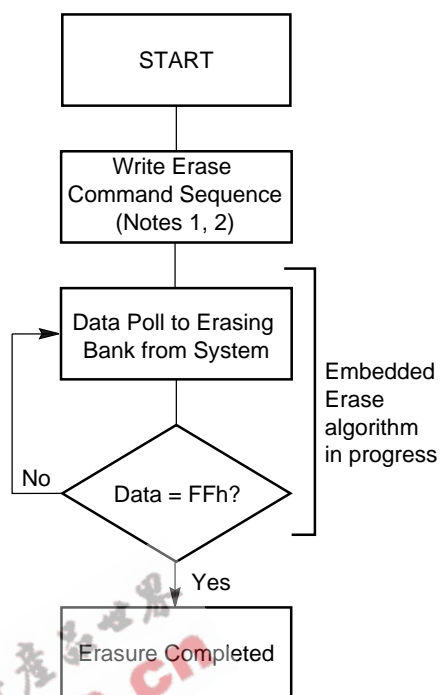 START
Write Erase
Command Sequence
(Notes 1, 2)
Data Poll to Erasing
Bank from System
Embedded
Erase
algorithm
in progress
No
Data = FFh?
Yes
Erasure Completed
.cn